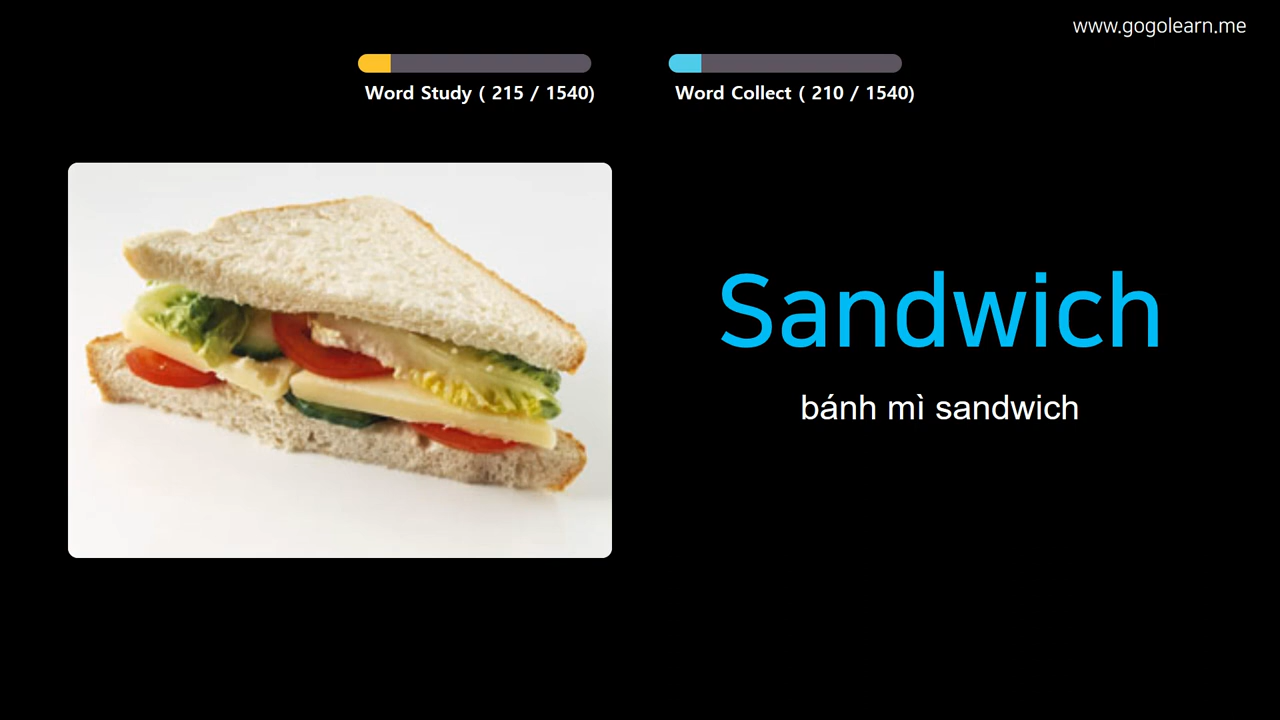 www.gogolearn.me
Word Study ( 215 / 1540)
Word Collect ( 210 / 1540)
Sandwich
bánh mì sandwich